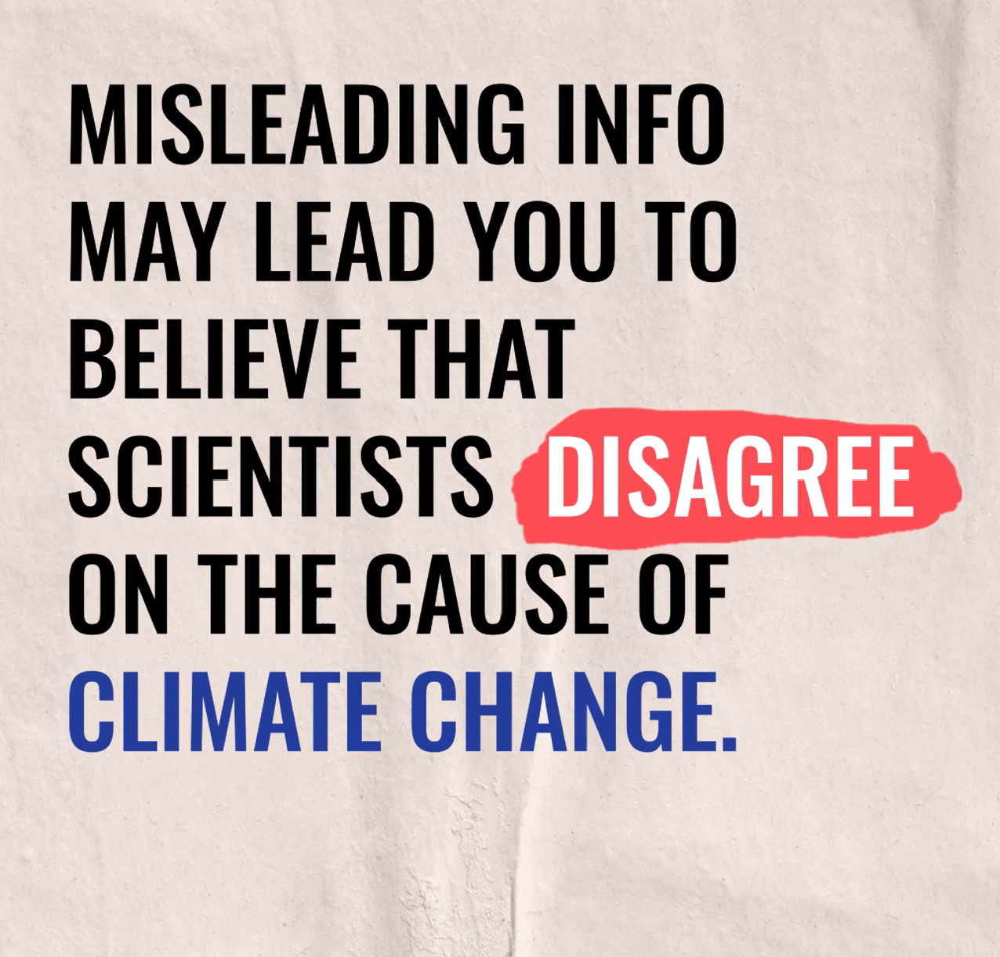 MISLEADING INFO
MAY LEAD YOU TO
BELIEVE THAT
SCIENTISTS DISAGREE
ON THE CAUSE OF
CLIMATE CHANGE.